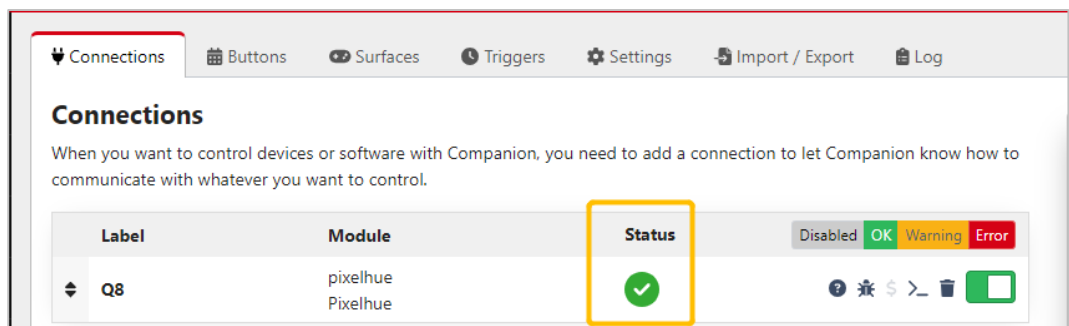 Connections Buttons Surfaces Triggers Settings Import / Export Log
Connections
When you want to control devices or software with Companion, you need to add a connection to let Companion know how to
communicate with whatever you want to control.
Label Module Status Disabled OK Warning Error
Q8 pixelhue
Pixelhue